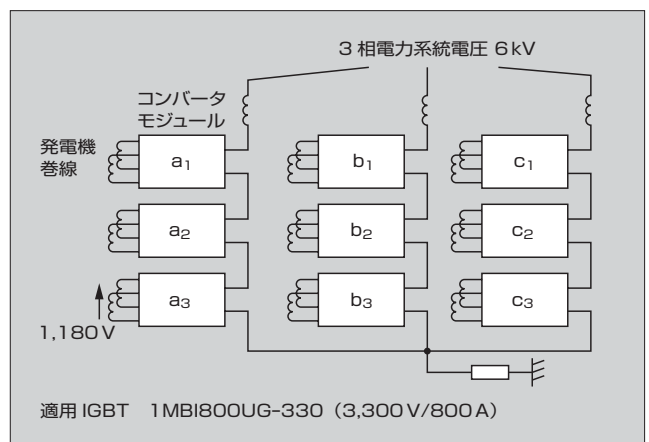 3 相電力系統電圧 6 kV
コンバータ
モジュール
発電機
巻線
a1
b1
c1
a2
b2
c2
a3
b3
c3
1,180 V
適用 IGBT 1MBI800UG-330（3,300 V/800 A）